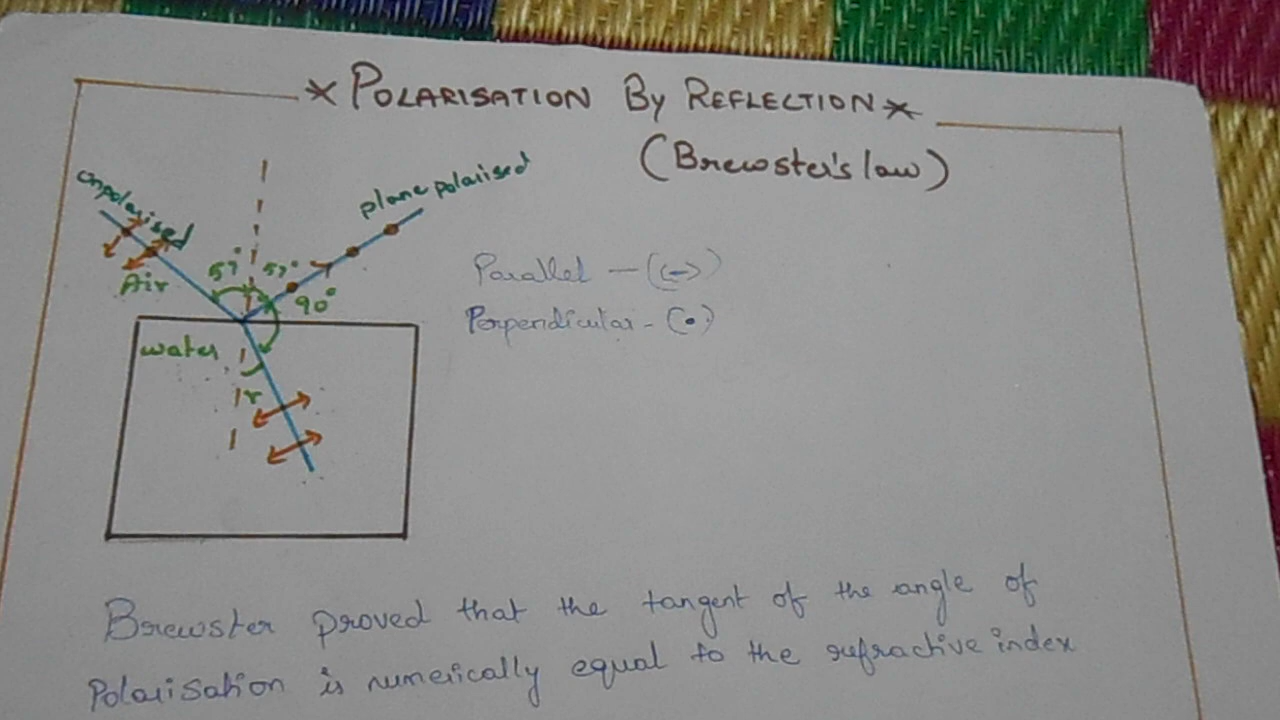 * POLARISATION By REFLECTION *
(Brewster's law)
unpolarised
plane polarised
Air
57° 57°
90°
water
r
Parallel - (↔)
Perpendicular - (•)
Brewster proved that the tangent of the angle of
Polarisation is numerically equal to the refractive index